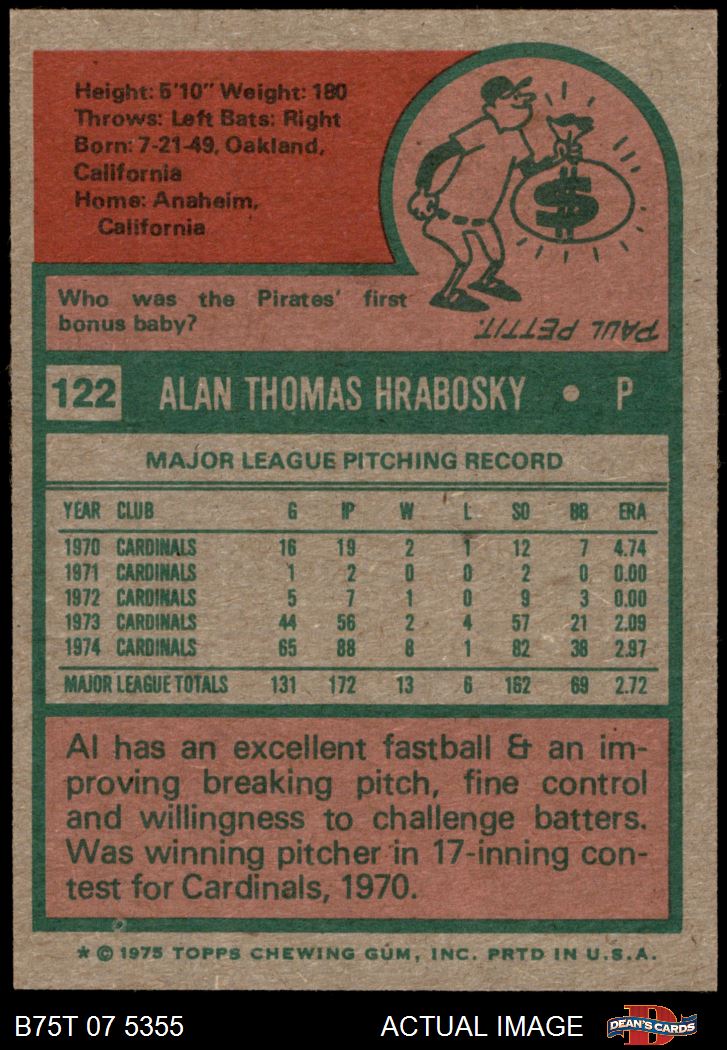 Height: 5'10" Weight: 180
Throws: Left Bats: Right
Born: 7-21-49, Oakland,
California
Home: Anaheim,
California
$
Who was the Pirates' first
bonus baby?
PAUL PETTIT.
122 ALAN THOMAS HRABOSKY • P
MAJOR LEAGUE PITCHING RECORD
YEAR CLUB G IP W L SO BB ERA
1970 CARDINALS 16 19 2 1 12 7 4.74
1971 CARDINALS 1 2 0 0 2 0 0.00
1972 CARDINALS 5 7 1 0 9 3 0.00
1973 CARDINALS 44 56 2 4 57 21 2.09
1974 CARDINALS 65 88 8 1 82 38 2.97
MAJOR LEAGUE TOTALS 131 172 13 6 162 69 2.72
Al has an excellent fastball & an im-
proving breaking pitch, fine control
and willingness to challenge batters.
Was winning pitcher in 17-inning con-
test for Cardinals, 1970.
* © 1975 TOPPS CHEWING GUM, INC. PRTD IN U.S.A.
B75T 07 5355 ACTUAL IMAGE D DEAN'S CARDS